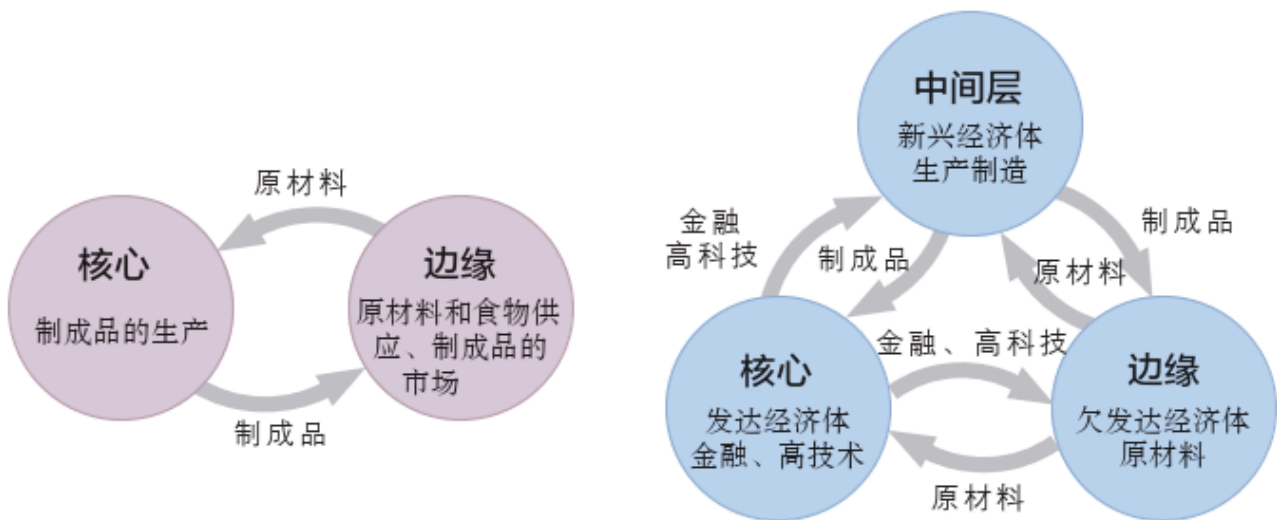 原材料
核心
制成品的生产
边缘
原材料和食物供
应、制成品的
市场
制成品
中间层
新兴经济体
生产制造
金融
高科技
制成品
制成品
原材料
金融、高科技
核心
发达经济体
金融、高技术
边缘
欠发达经济体
原材料
原材料